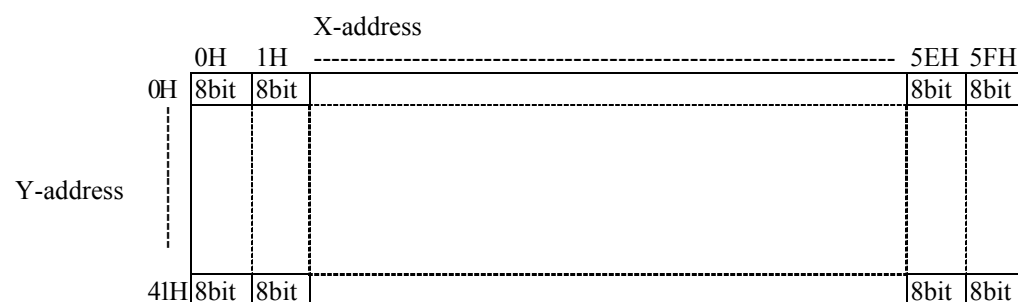 X-address
0H 1H ---------------------------------------------------------------- 5EH 5FH
0H 8bit 8bit 8bit 8bit
Y-address
41H 8bit 8bit 8bit 8bit